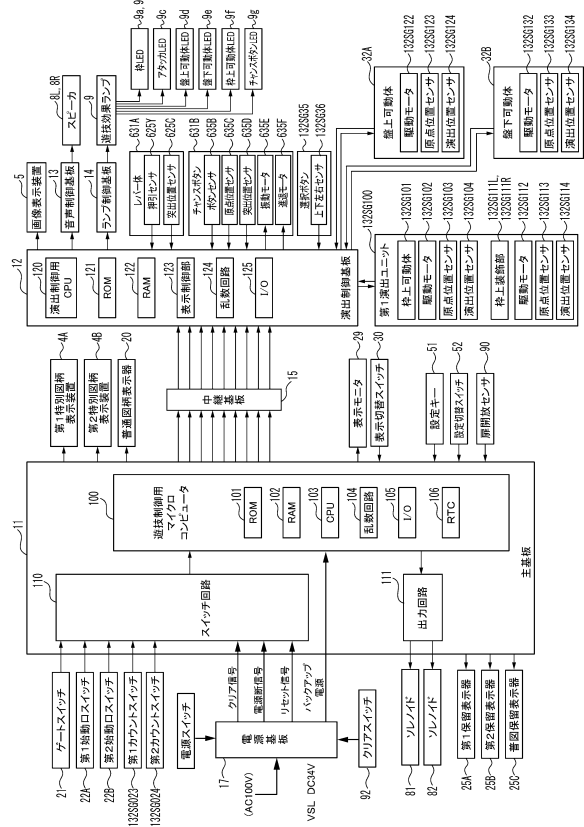 11
主基板
110
スイッチ回路
100
遊技制御用
マイクロ
コンピュータ
101
ROM
102
RAM
103
CPU
104
乱数回路
105
I/O
106
RTC
111
出力回路
21
ゲートスイッチ
22A
第1始動口スイッチ
22B
第2始動口スイッチ
132SG023
第1カウントスイッチ
132SG024
第2カウントスイッチ
電源スイッチ
クリア信号
電源断信号
リセット信号
バックアップ
電源
17
電源
基板
(AC100V)
VSL DC34V
92
クリアスイッチ
81
ソレノイド
82
ソレノイド
25A
第1保留表示器
25B
第2保留表示器
25C
普図保留表示器
4A
第1特別図柄
表示装置
4B
第2特別図柄
表示装置
20
普通図柄表示器
中継基板
15
表示モニタ
29
表示切替スイッチ
30
設定キー
51
設定切替スイッチ
52
扉開放センサ
90
12
演出制御基板
120
演出制御用
CPU
121
ROM
122
RAM
123
表示制御部
124
乱数回路
125
I/O
5
画像表示装置
13
音声制御基板
14
ランプ制御基板
8L、8R
スピーカ
9
遊技効果ランプ
枠LED
9a、9b
アタッカLED
9c
盤上可動体LED
9d
盤下可動体LED
9e
枠上可動体LED
9f
チャンスボタンLED
9g
631A
レバー体
625Y
押引センサ
625C
突出位置センサ
631B
チャンスボタン
635B
ボタンセンサ
635C
原点位置センサ
635D
突出位置センサ
635E
振動モータ
635F
進退モータ
132SG35
選択ボタン
132SG36
上下左右センサ
132SG100
第1演出ユニット
132SG101
枠上可動体
132SG102
駆動モータ
132SG103
原点位置センサ
132SG104
演出位置センサ
132SG111L,
132SG111R
枠上装飾部
132SG112
駆動モータ
132SG113
原点位置センサ
132SG114
演出位置センサ
32A
盤上可動体
132SG122
駆動モータ
132SG123
原点位置センサ
132SG124
演出位置センサ
32B
盤下可動体
132SG132
駆動モータ
132SG133
原点位置センサ
132SG134
演出位置センサ